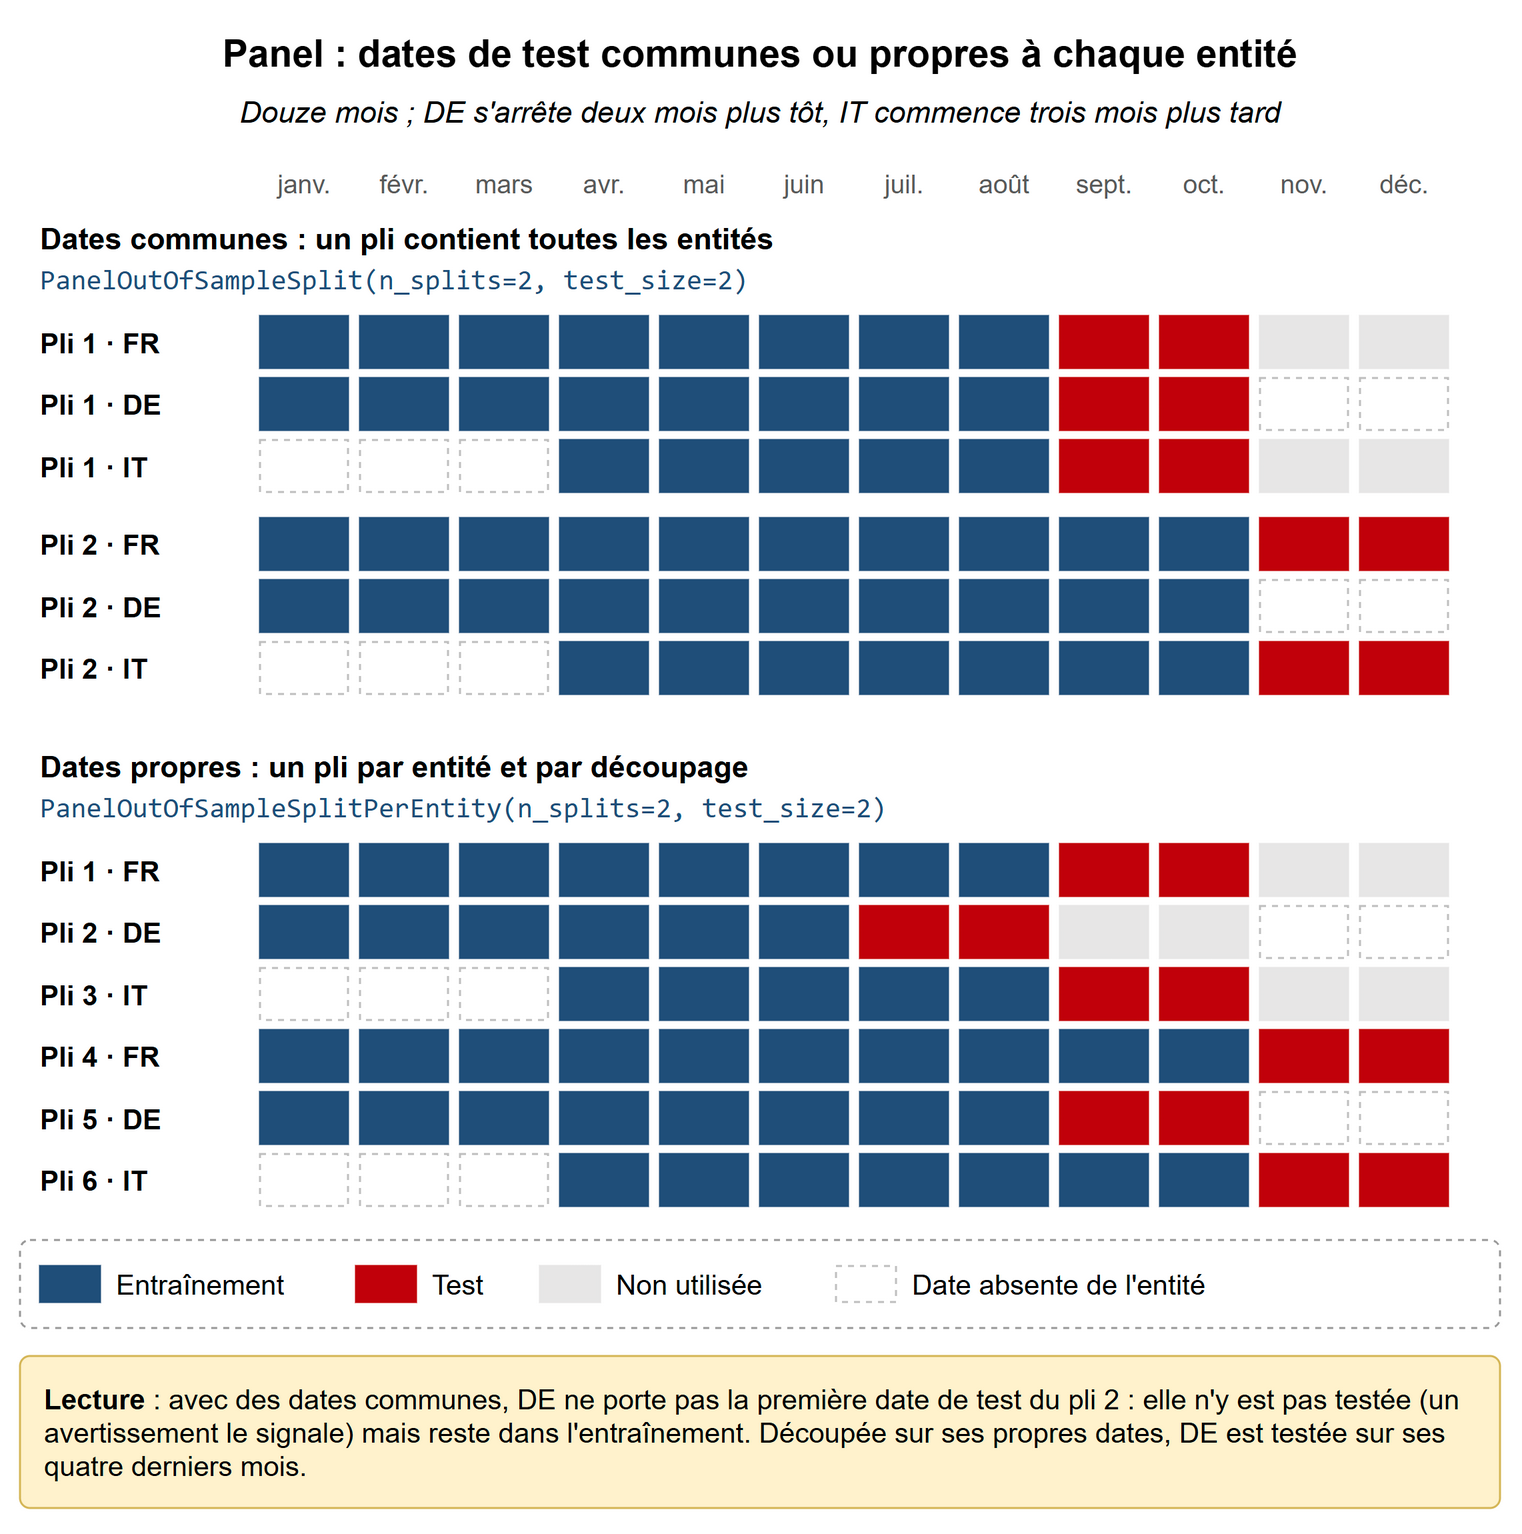 Panel : dates de test communes ou propres à chaque entité
Douze mois ; DE s'arrête deux mois plus tôt, IT commence trois mois plus tard
janv. févr. mars avr. mai juin juil. août sept. oct. nov. déc.
Dates communes : un pli contient toutes les entités
PanelOutOfSampleSplit(n_splits=2, test_size=2)
Pli 1 · FR
Pli 1 · DE
Pli 1 · IT
Pli 2 · FR
Pli 2 · DE
Pli 2 · IT
Dates propres : un pli par entité et par découpage
PanelOutOfSampleSplitPerEntity(n_splits=2, test_size=2)
Pli 1 · FR
Pli 2 · DE
Pli 3 · IT
Pli 4 · FR
Pli 5 · DE
Pli 6 · IT
Entraînement Test Non utilisée Date absente de l'entité
Lecture : avec des dates communes, DE ne porte pas la première date de test du pli 2 : elle n'y est pas testée (un
avertissement le signale) mais reste dans l'entraînement. Découpée sur ses propres dates, DE est testée sur ses
quatre derniers mois.